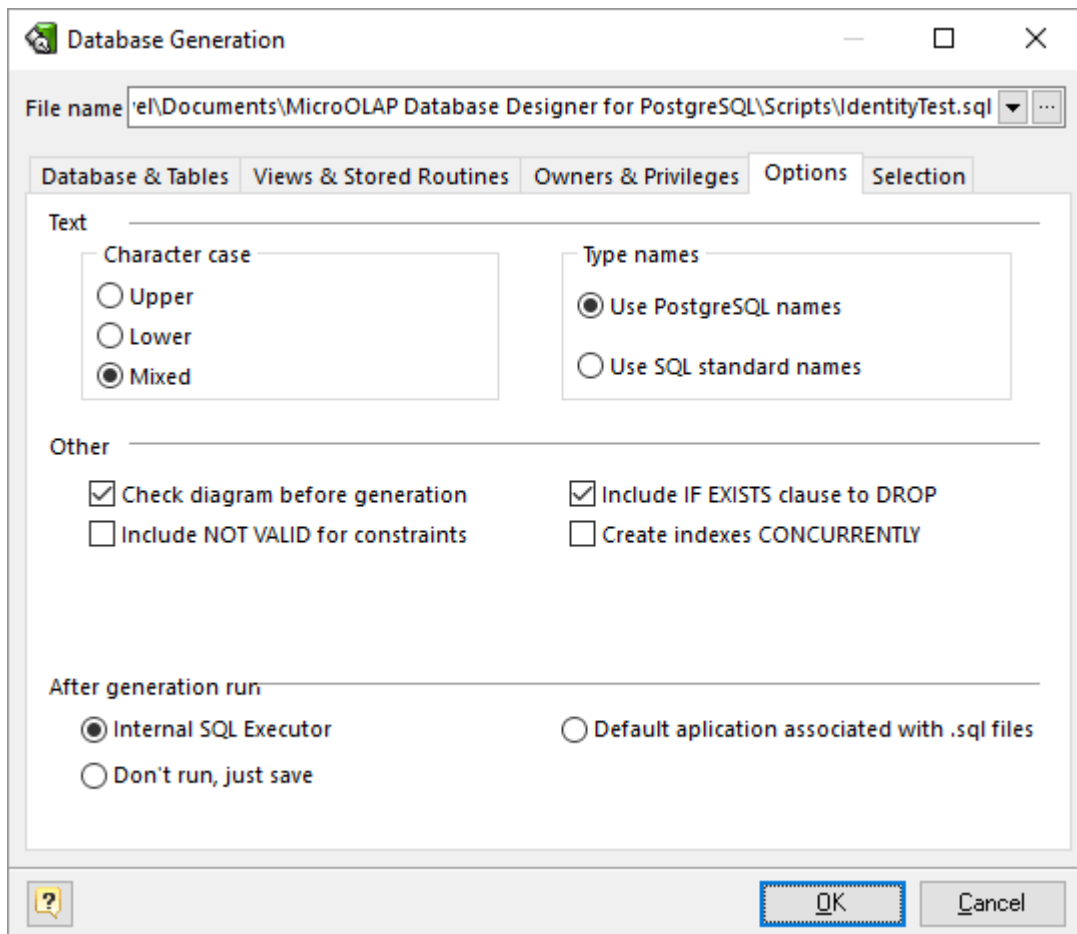 Database Generation
File name 'el\Documents\MicroOLAP Database Designer for PostgreSQL\Scripts\IdentityTest.sql ...
Database & Tables Views & Stored Routines Owners & Privileges Options Selection
Text
Character case Type names
Upper Use PostgreSQL names
Lower
Use SQL standard names
Mixed
Other
Check diagram before generation Include IF EXISTS clause to DROP
Include NOT VALID for constraints Create indexes CONCURRENTLY
After generation run
Internal SQL Executor Default aplication associated with .sql files
Don't run, just save
? OK Cancel